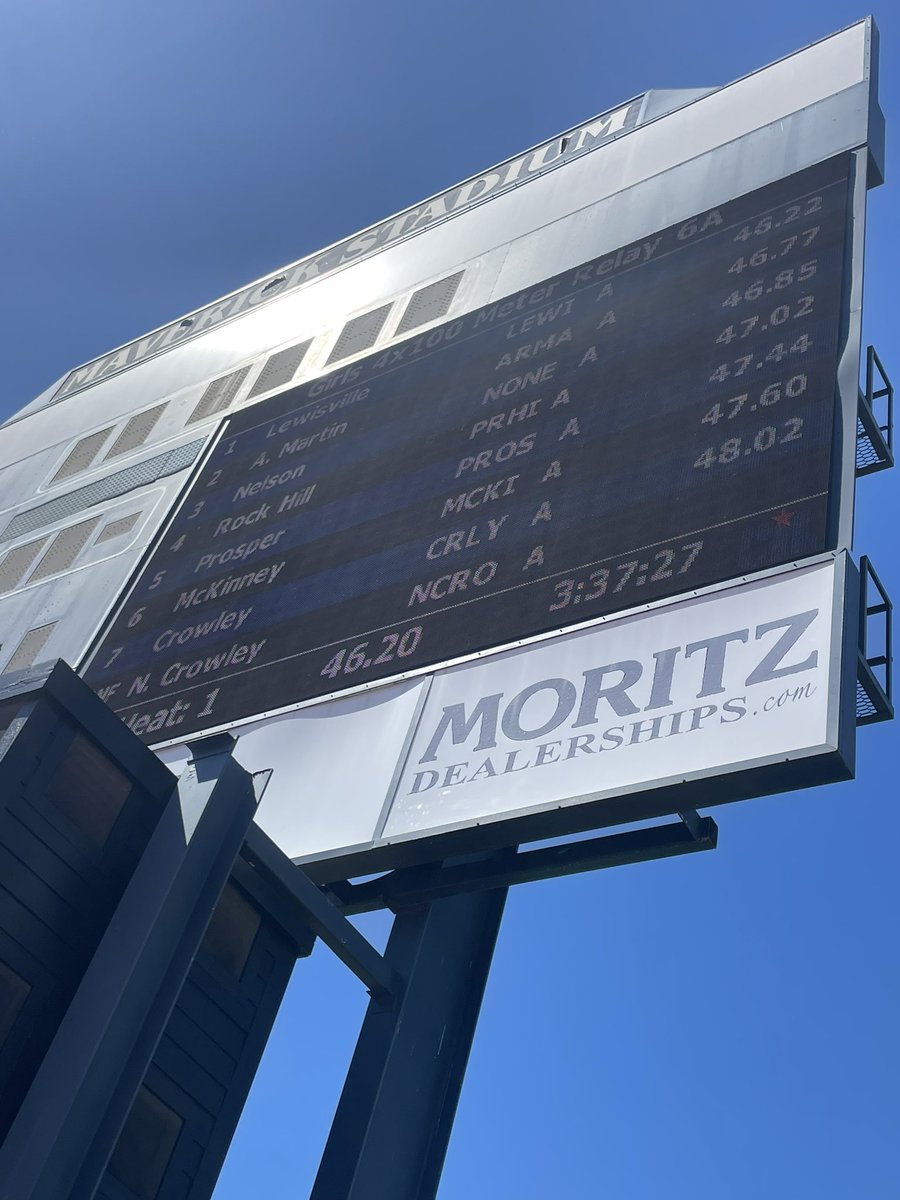 MAVERICK STADIUM
Girls 4x100 Meter Relay 6A
1 Lewisville LEWI A 46.22
2 A. Martin ARMA A 46.77
3 Nelson NONE A 46.85
4 Rock Hill PRHI A 47.02
5 Prosper PROS A 47.44
6 McKinney MCKI A 47.60
7 Crowley CRLY A 48.02
N. Crowley NCRO A
Heat: 1 46.20 3:37:27
MORITZ
DEALERSHIPS.com